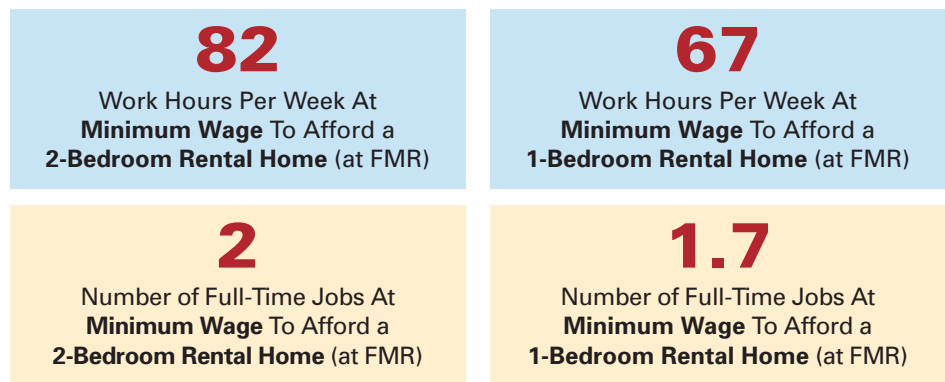 82
Work Hours Per Week At
Minimum Wage To Afford a
2-Bedroom Rental Home (at FMR)
67
Work Hours Per Week At
Minimum Wage To Afford a
1-Bedroom Rental Home (at FMR)
2
Number of Full-Time Jobs At
Minimum Wage To Afford a
2-Bedroom Rental Home (at FMR)
1.7
Number of Full-Time Jobs At
Minimum Wage To Afford a
1-Bedroom Rental Home (at FMR)